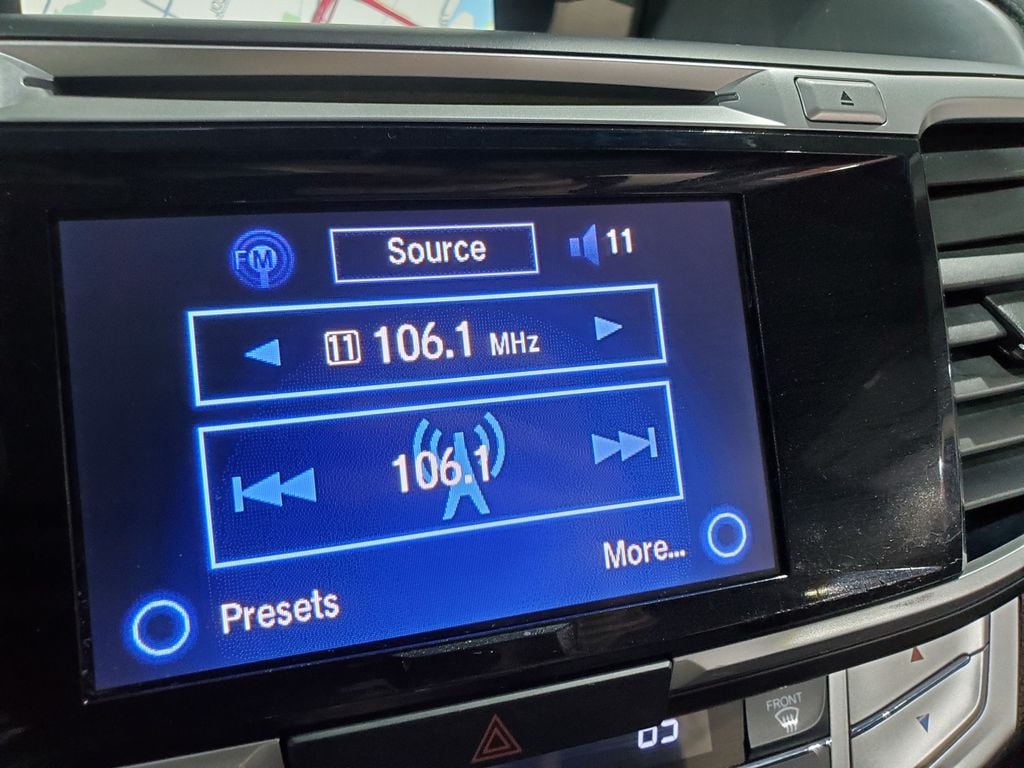 FM Source 11
11 106.1 MHz
106.1
More...
Presets
FRONT